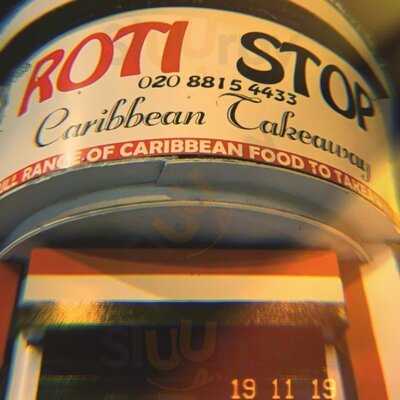 ROTI STOP
020 8815 4433
Caribbean Takeaway
RANGE OF CARIBBEAN FOOD TO TAKE
19 11 19